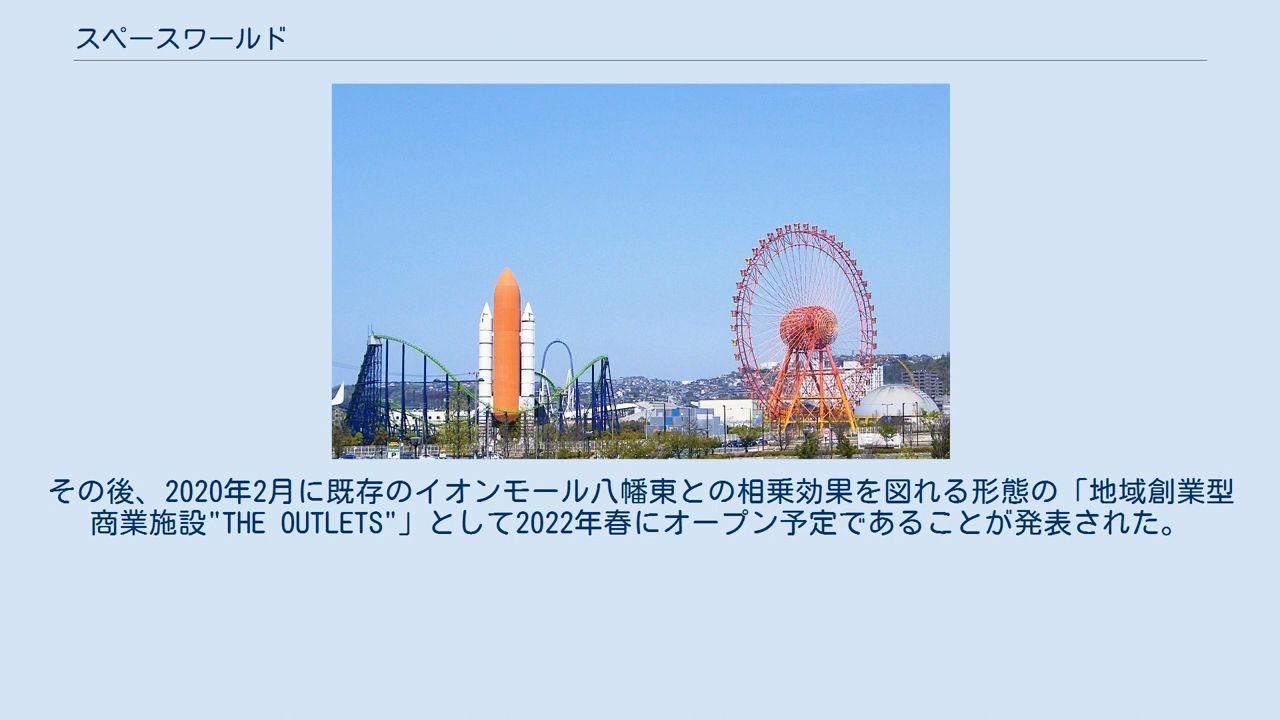 スペースワールド
その後、2020年2月に既存のイオンモール八幡東との相乗効果を図れる形態の「地域創業型
商業施設"THE OUTLETS"」として2022年春にオープン予定であることが発表された。